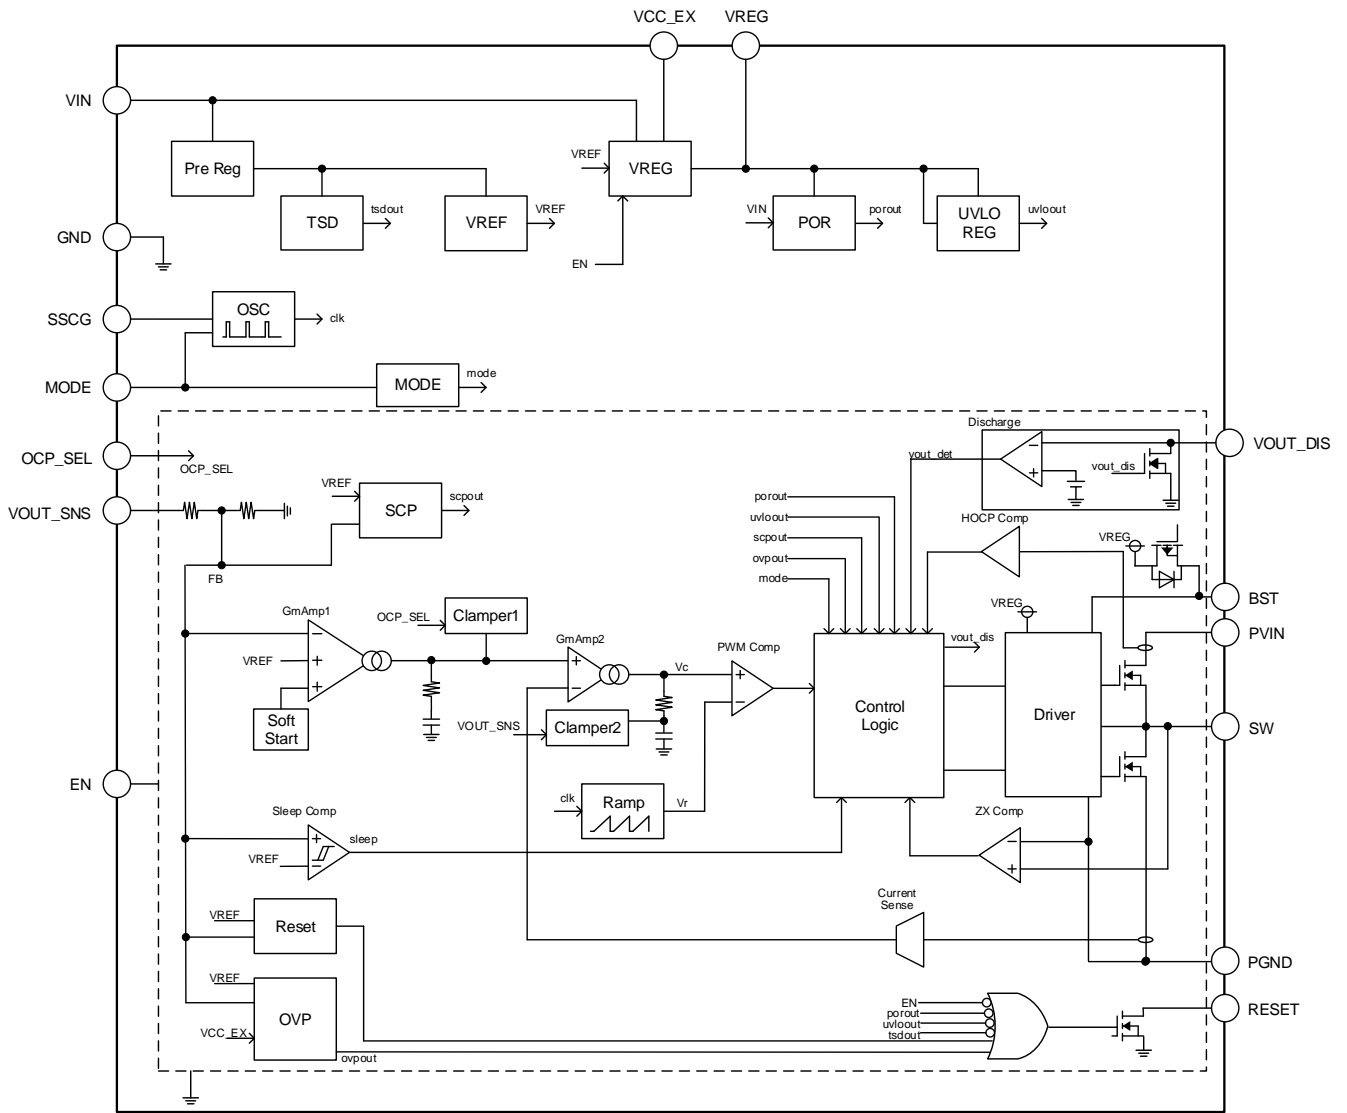 VCC_EX
VREG
VIN
Pre Reg
TSD
tsdout
VREF
VREF
VREF
VREG
EN
VIN
POR
porout
UVLO
REG
uvloout
GND
SSCG
OSC
clk
MODE
MODE
mode
OCP_SEL
OCP_SEL
VOUT_SNS
VREF
SCP
scpout
FB
Discharge
vout_det
vout_dis
VOUT_DIS
porout
uvloout
scpout
ovpout
mode
HOCP Comp
VREG
BST
VREG
PVIN
GmAmp1
VREF
Soft
Start
OCP_SEL
Clamper1
GmAmp2
Vc
PWM Comp
VOUT_SNS
Clamper2
Control
Logic
vout_dis
Driver
SW
EN
clk
Ramp
Vr
Sleep Comp
VREF
sleep
ZX Comp
Current
Sense
VREF
Reset
PGND
VREF
OVP
VCC_EX
ovpout
EN
porout
uvloout
tsdout
RESET